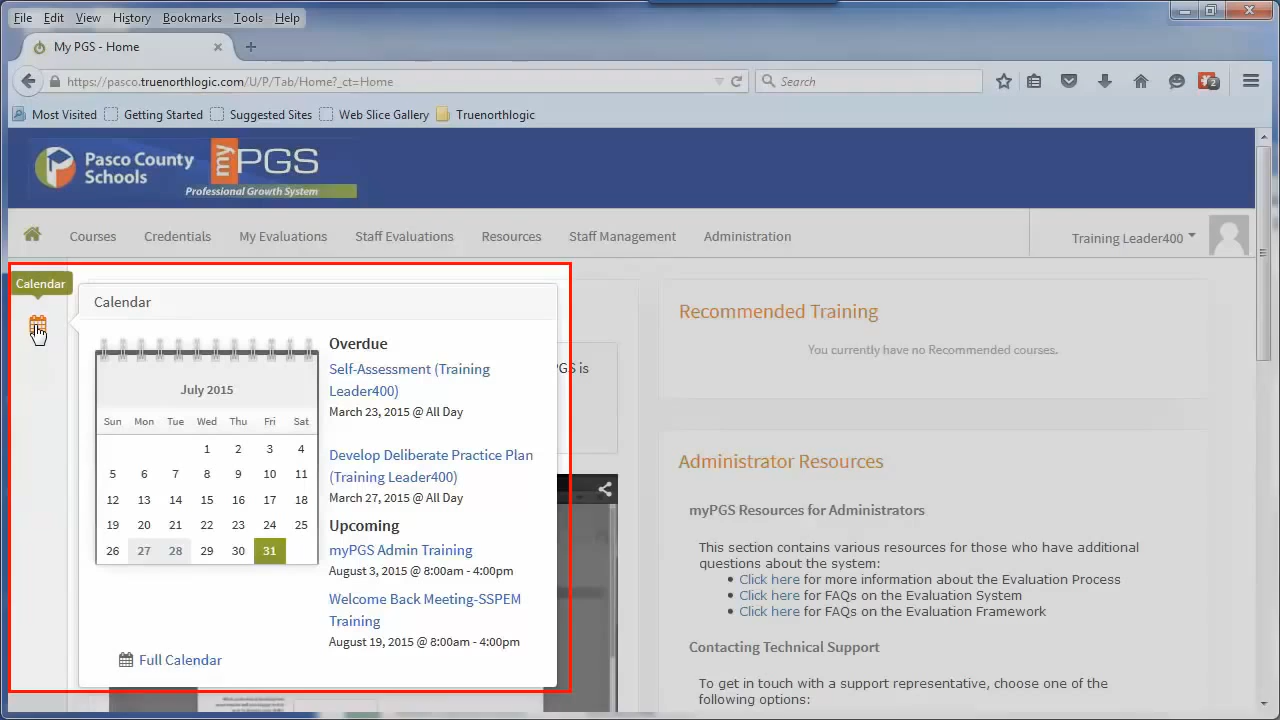 File Edit View History Bookmarks Tools Help
My PGS - Home
https://pasco.truenorthlogic.com/U/P/Tab/Home?_ct=Home
Search
2
Most Visited Getting Started Suggested Sites Web Slice Gallery Truenorthlogic
Pasco County Schools
myPGS
Professional Growth System
Courses Credentials My Evaluations Staff Evaluations Resources Staff Management Administration Training Leader400
Calendar
Calendar
July 2015
Sun Mon Tue Wed Thu Fri Sat
1 2 3 4
5 6 7 8 9 10 11
12 13 14 15 16 17 18
19 20 21 22 23 24 25
26 27 28 29 30 31
Full Calendar
Overdue
Self-Assessment (Training
Leader400)
March 23, 2015 @ All Day
Develop Deliberate Practice Plan
(Training Leader400)
March 27, 2015 @ All Day
Upcoming
myPGS Admin Training
August 3, 2015 @ 8:00am - 4:00pm
Welcome Back Meeting-SSPEM
Training
August 19, 2015 @ 8:00am - 4:00pm
PGS is
Recommended Training
You currently have no Recommended courses.
Administrator Resources
myPGS Resources for Administrators
This section contains various resources for those who have additional
questions about the system:
• Click here for more information about the Evaluation Process
• Click here for FAQs on the Evaluation System
• Click here for FAQs on the Evaluation Framework
Contacting Technical Support
To get in touch with a support representative, choose one of the
following options: